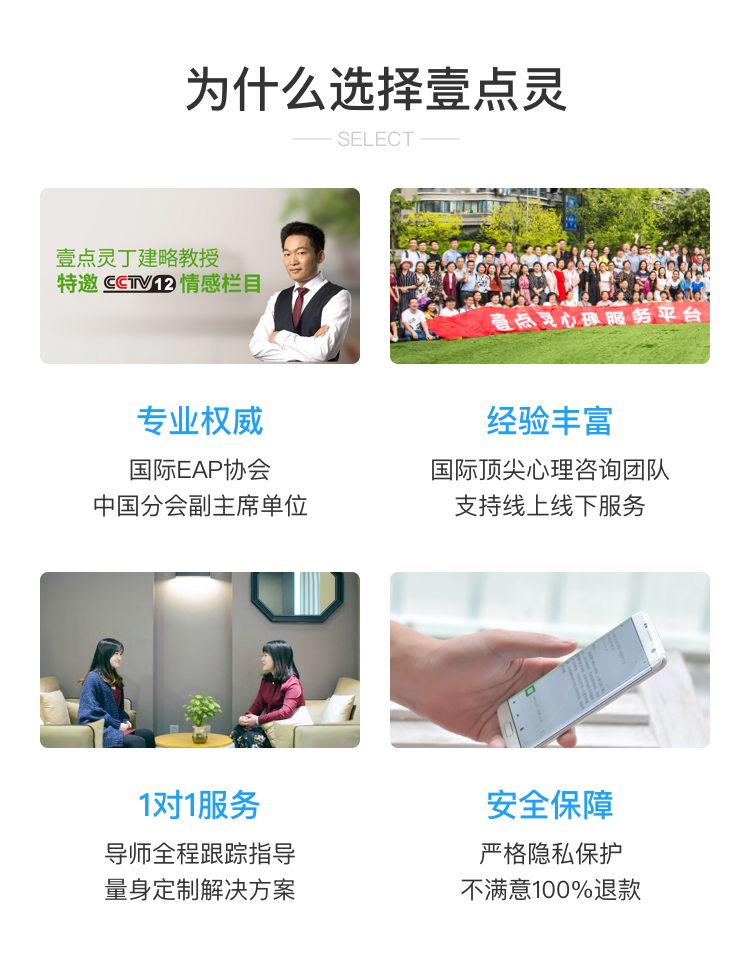 为什么选择壹点灵
SELECT
壹点灵丁建略教授
特邀 CCTV12 情感栏目
壹点灵心理服务平台
专业权威
经验丰富
国际EAP协会
中国分会副主席单位
国际顶尖心理咨询团队
支持线上线下服务
1对1服务
安全保障
导师全程跟踪指导
量身定制解决方案
严格隐私保护
不满意100%退款